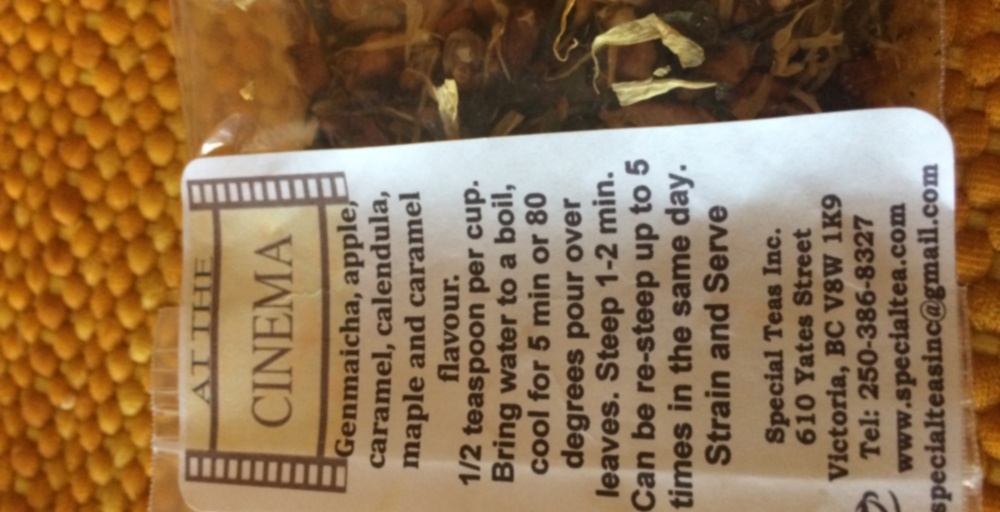 AT THE
CINEMA
Genmaicha, apple,
caramel, calendula,
maple and caramel
flavour.
1/2 teaspoon per cup.
Bring water to a boil,
cool for 5 min or 80
degrees pour over
leaves. Steep 1-2 min.
Can be re-steep up to 5
times in the same day.
Strain and Serve
Special Teas Inc.
610 Yates Street
Victoria, BC V8W 1K9
Tel: 250-386-8327
www.specialtea.com
specialteasinc@gmail.com